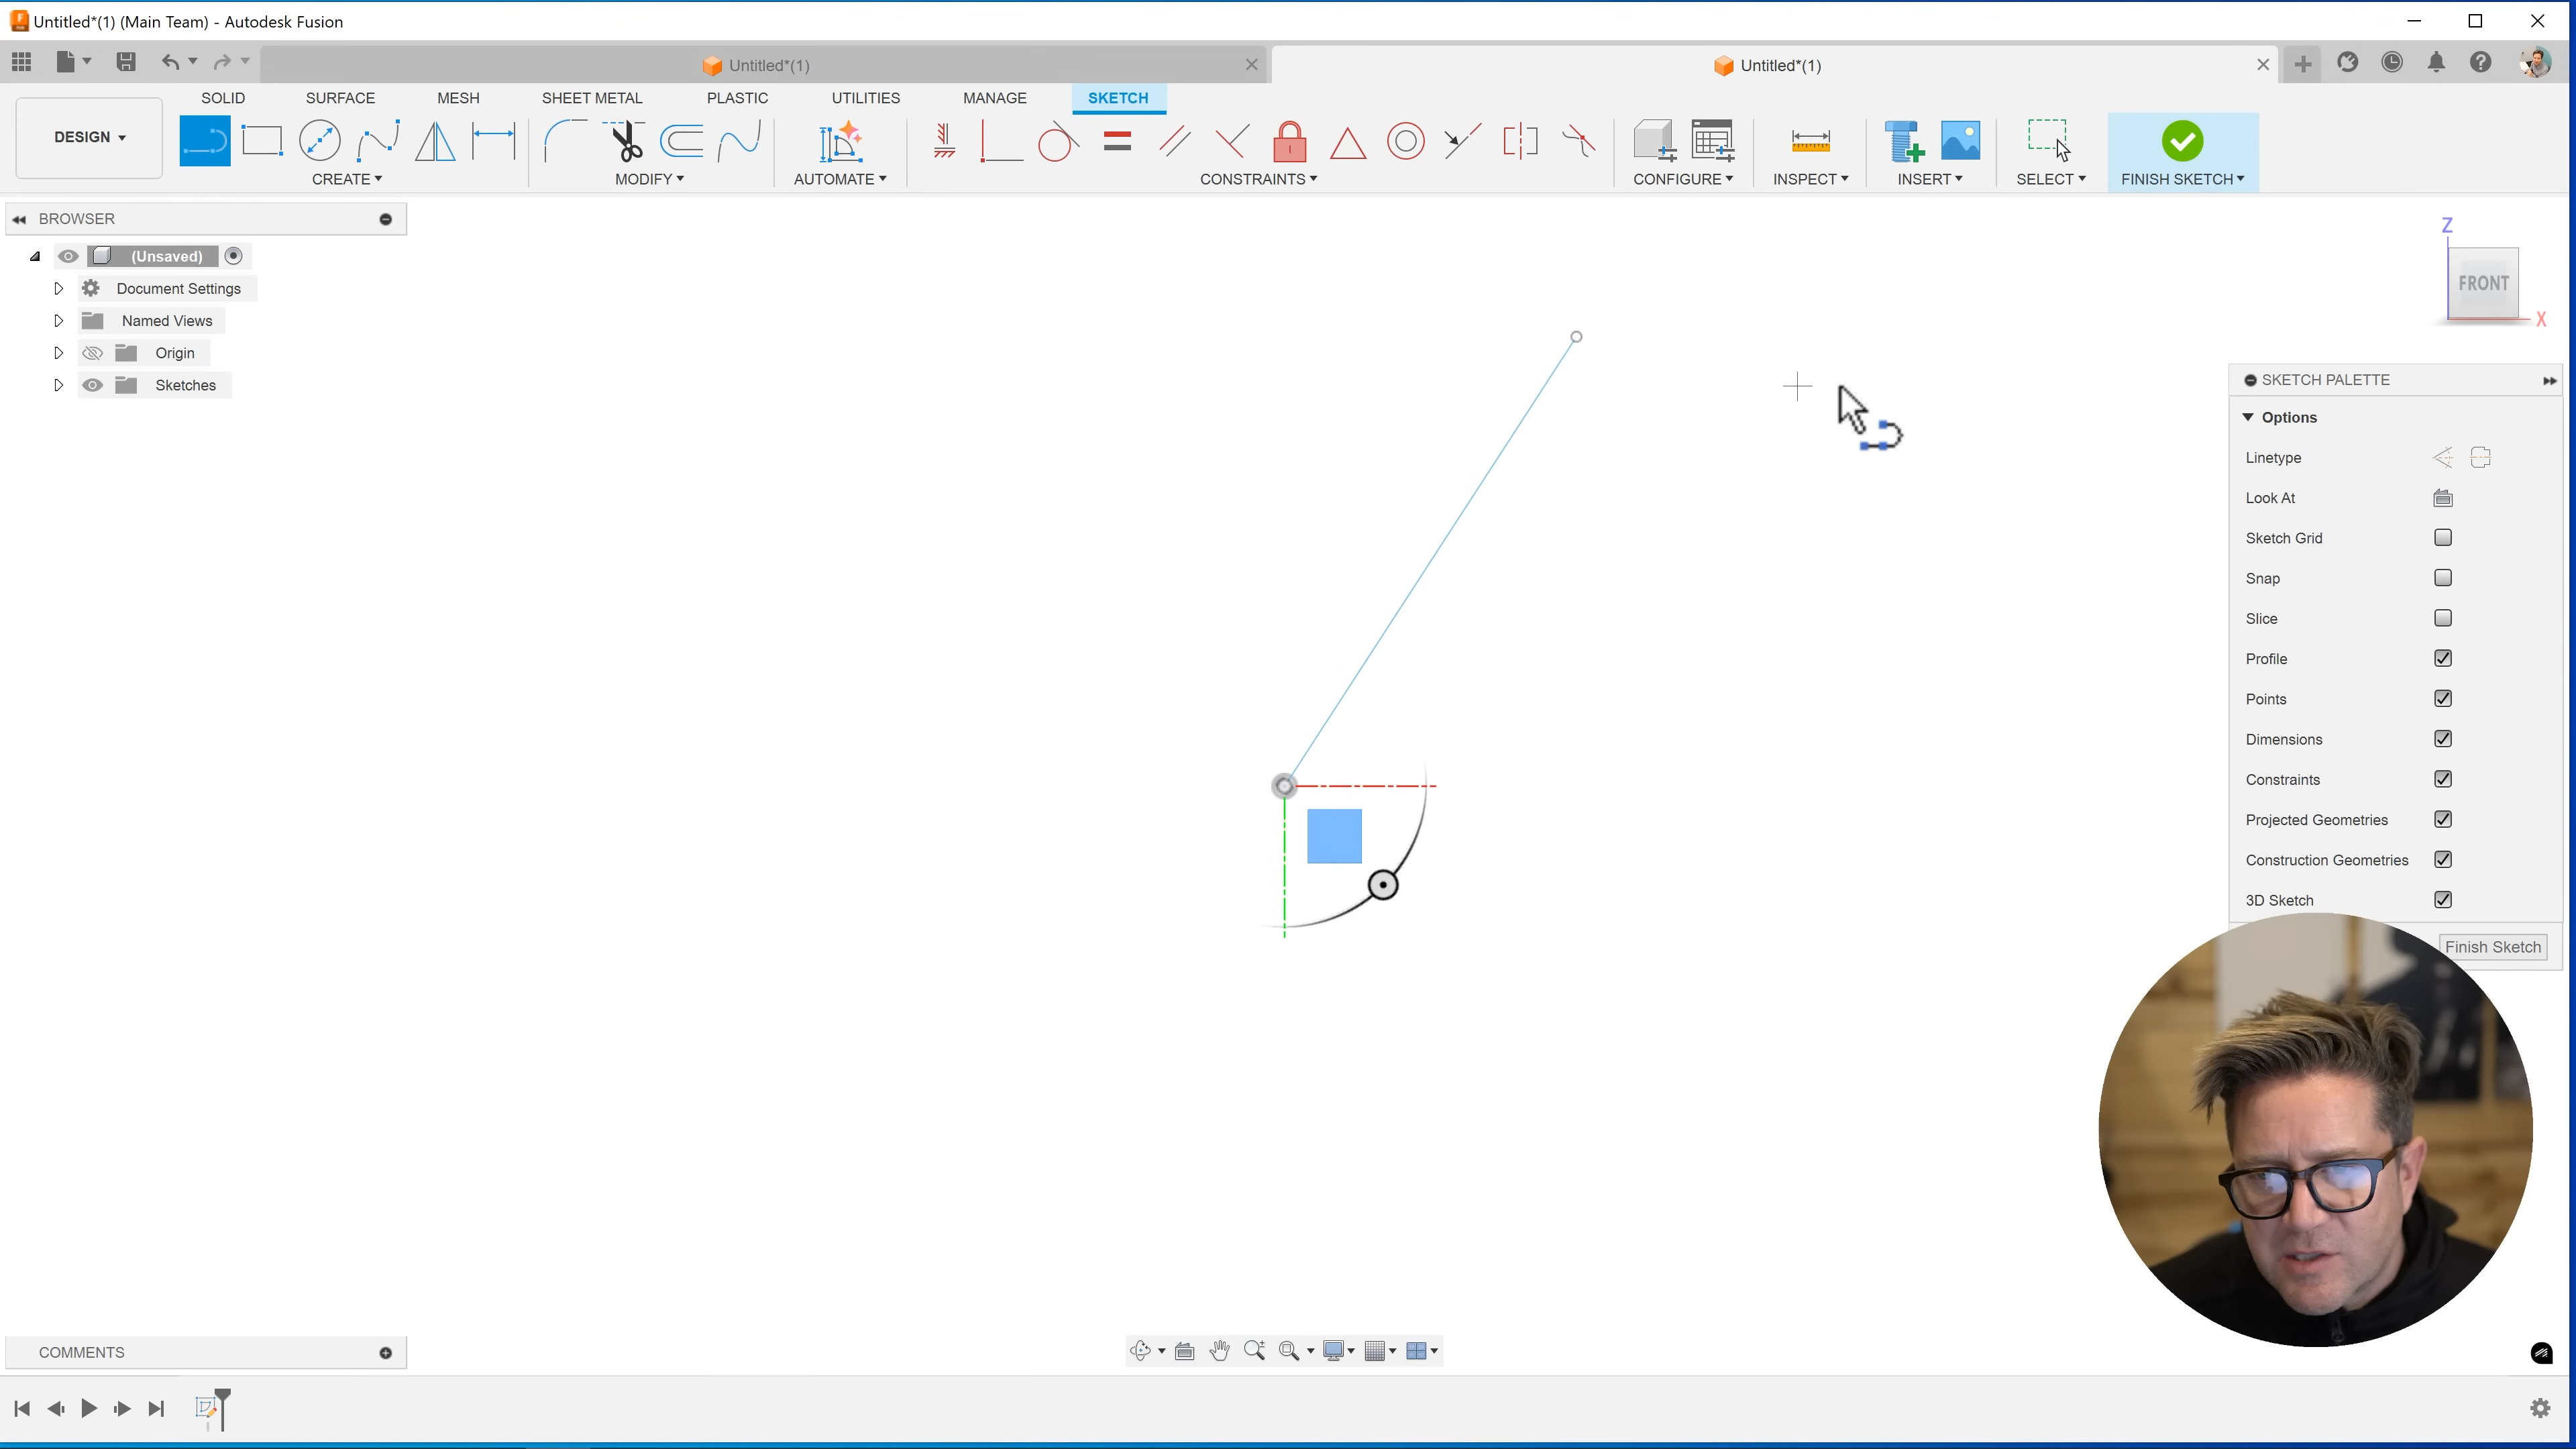 Untitled*(1) (Main Team) - Autodesk Fusion
Untitled*(1)
Untitled*(1)
SOLID SURFACE MESH SHEET METAL PLASTIC UTILITIES MANAGE SKETCH
DESIGN
CREATE MODIFY AUTOMATE CONSTRAINTS CONFIGURE INSPECT INSERT SELECT FINISH SKETCH
BROWSER
(Unsaved)
Document Settings
Named Views
Origin
Sketches
Z
FRONT
X
SKETCH PALETTE
Options
Linetype
Look At
Sketch Grid
Snap
Slice
Profile
Points
Dimensions
Constraints
Projected Geometries
Construction Geometries
3D Sketch
Finish Sketch
COMMENTS